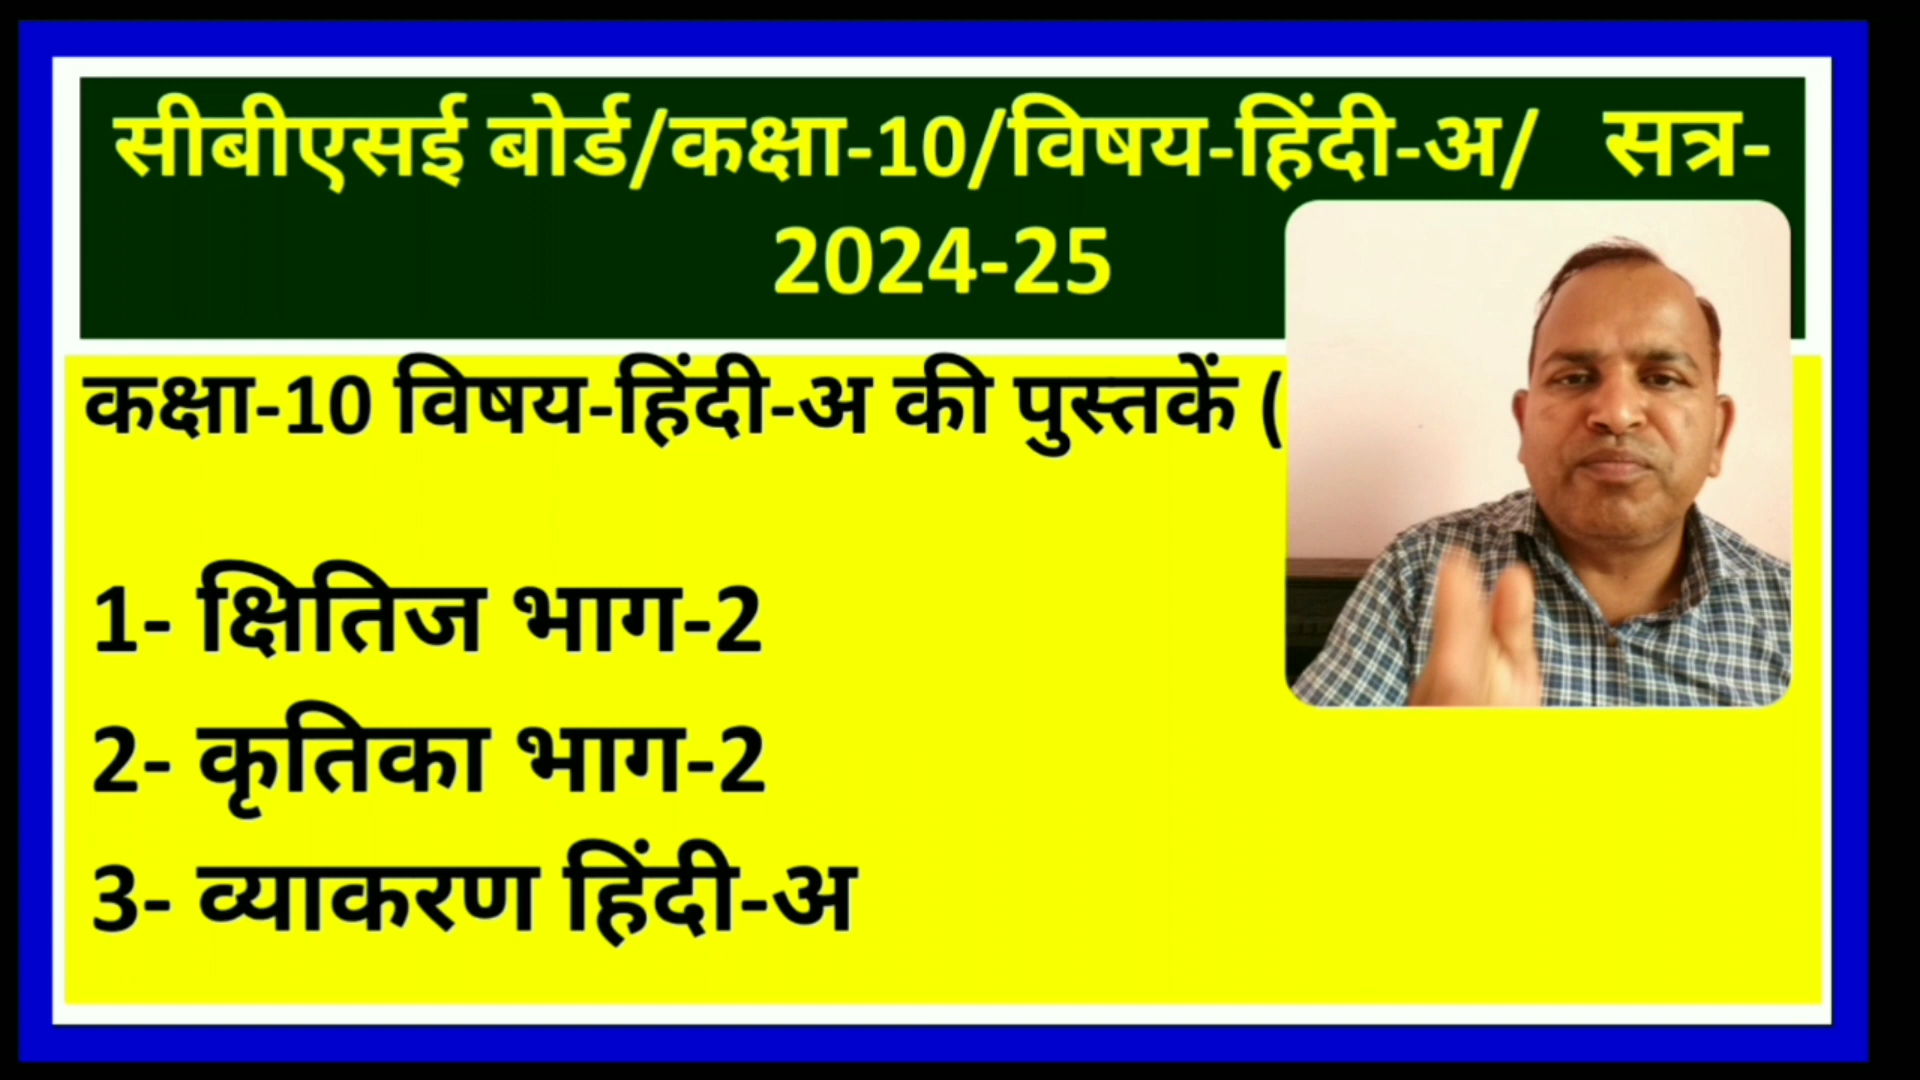 सीबीएसई बोर्ड/कक्षा-10/विषय-हिंदी-अ/ सत्र-
2024-25
कक्षा-10 विषय-हिंदी-अ की पुस्तकें (
1- क्षितिज भाग-2
2- कृतिका भाग-2
3- व्याकरण हिंदी-अ